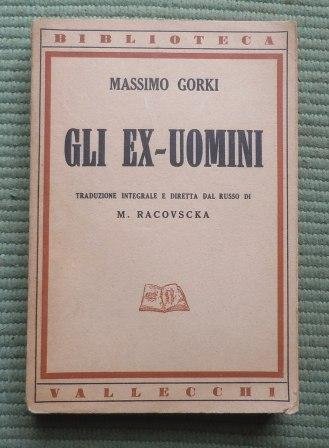 BIBLIOTECA
MASSIMO GORKI
GLI EX-UOMINI
TRADUZIONE INTEGRALE E DIRETTA DAL RUSSO DI
M. RACOVSCKA
VALLECCHI